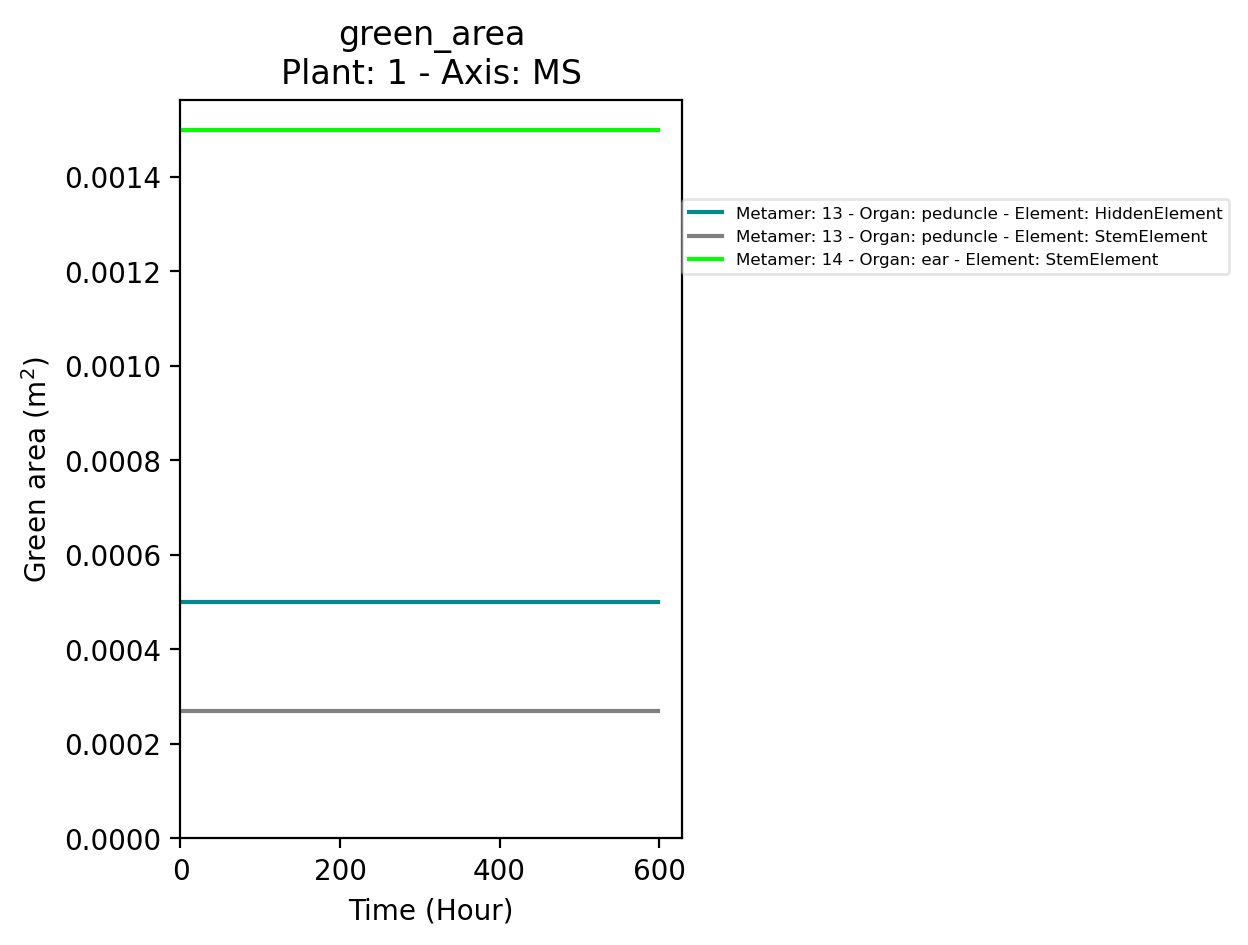 green_area
Plant: 1 - Axis: MS
0.0014
0.0012
0.0010
0.0008
0.0006
0.0004
0.0002
0.0000
Green area (m²)
0 200 400 600
Time (Hour)
Metamer: 13 - Organ: peduncle - Element: HiddenElement
Metamer: 13 - Organ: peduncle - Element: StemElement
Metamer: 14 - Organ: ear - Element: StemElement